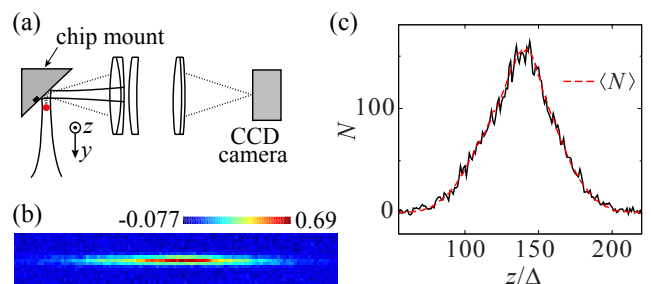 (a)
chip mount
z
y
CCD
camera
(b)
-0.077 0.69
(c)
N
100
0
⟨N⟩
100 150 200
z/Δ